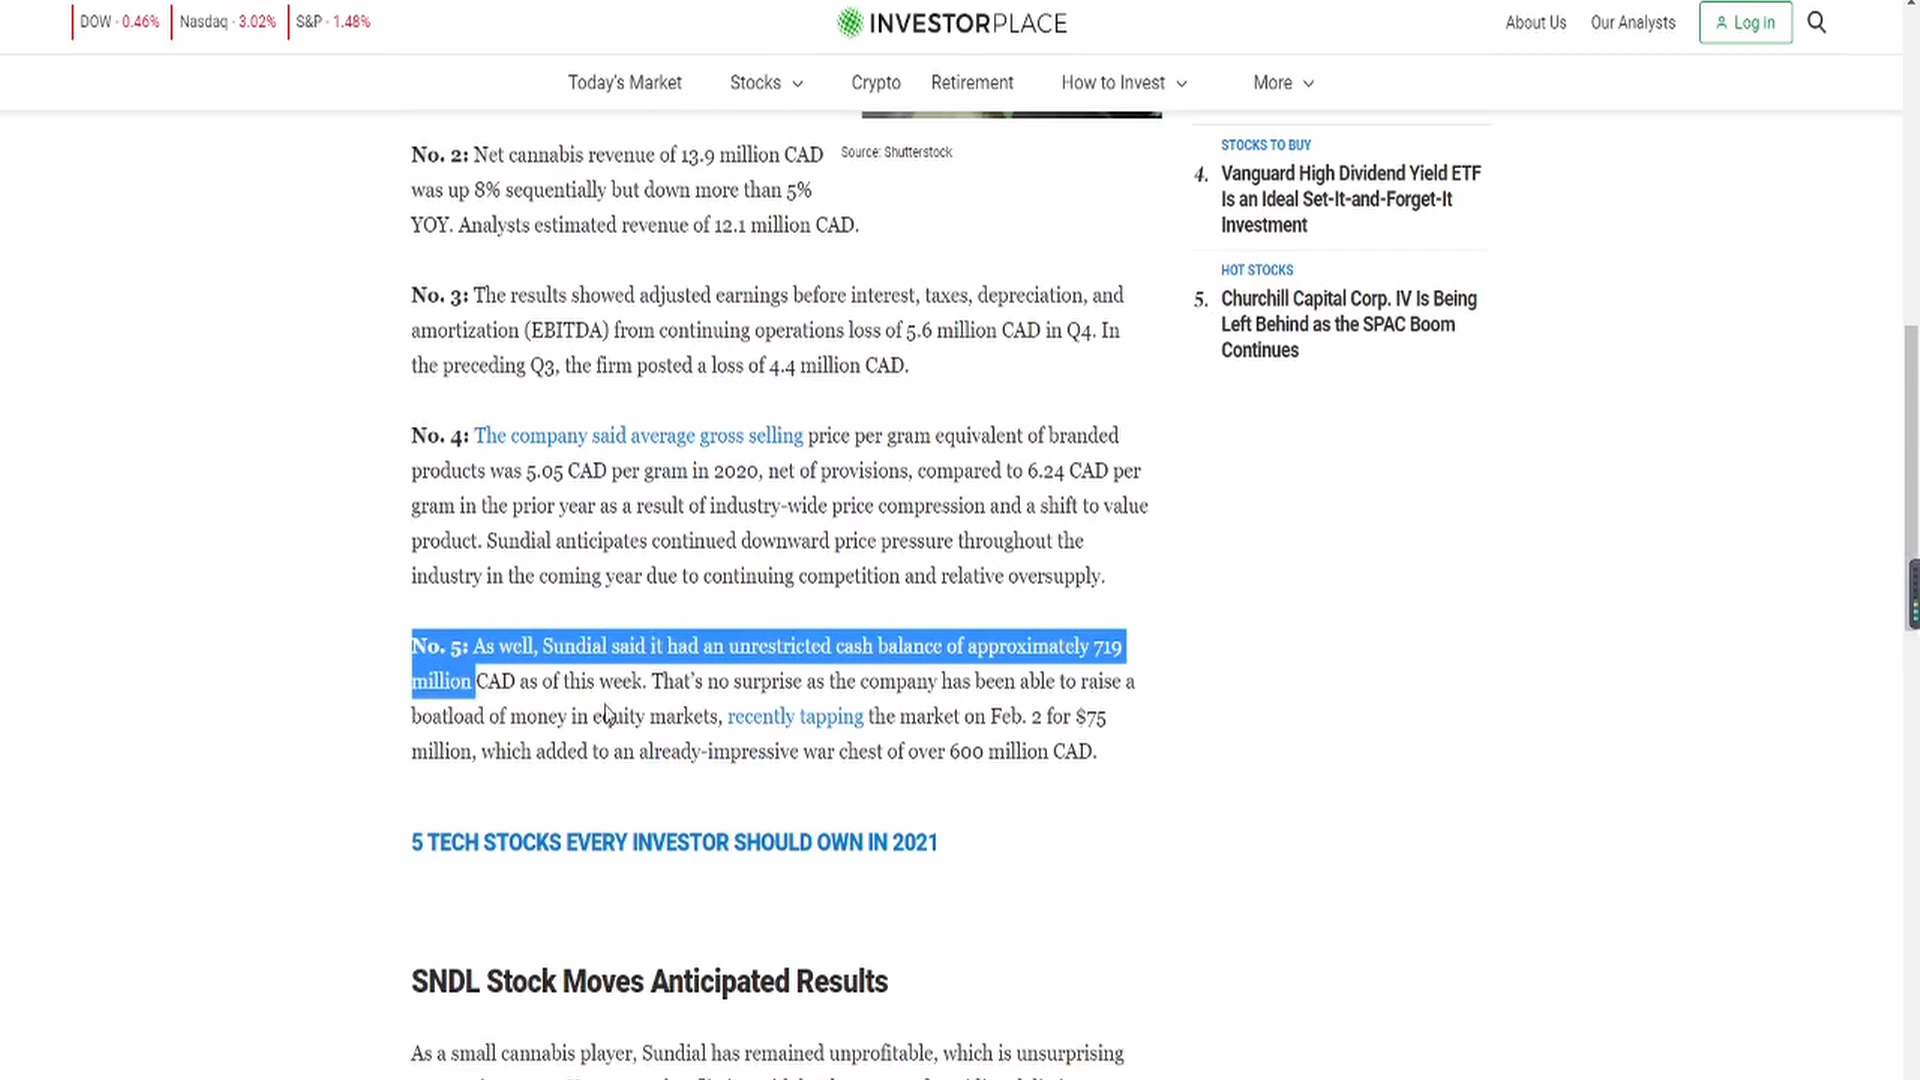 DOW - 0.46% Nasdaq - 3.02% S&P - 1.48%
INVESTORPLACE
About Us Our Analysts Log in
Today's Market Stocks Crypto Retirement How to Invest More
No. 2: Net cannabis revenue of 13.9 million CAD
was up 8% sequentially but down more than 5%
YOY. Analysts estimated revenue of 12.1 million CAD.
Source: Shutterstock
No. 3: The results showed adjusted earnings before interest, taxes, depreciation, and
amortization (EBITDA) from continuing operations loss of 5.6 million CAD in Q4. In
the preceding Q3, the firm posted a loss of 4.4 million CAD.
No. 4: The company said average gross selling price per gram equivalent of branded
products was 5.05 CAD per gram in 2020, net of provisions, compared to 6.24 CAD per
gram in the prior year as a result of industry-wide price compression and a shift to value
product. Sundial anticipates continued downward price pressure throughout the
industry in the coming year due to continuing competition and relative oversupply.
No. 5: As well, Sundial said it had an unrestricted cash balance of approximately 719
million CAD as of this week. That's no surprise as the company has been able to raise a
boatload of money in equity markets, recently tapping the market on Feb. 2 for $75
million, which added to an already-impressive war chest of over 600 million CAD.
5 TECH STOCKS EVERY INVESTOR SHOULD OWN IN 2021
SNDL Stock Moves Anticipated Results
As a small cannabis player, Sundial has remained unprofitable, which is unsurprising
STOCKS TO BUY
4. Vanguard High Dividend Yield ETF
Is an Ideal Set-It-and-Forget-It
Investment
HOT STOCKS
5. Churchill Capital Corp. IV Is Being
Left Behind as the SPAC Boom
Continues